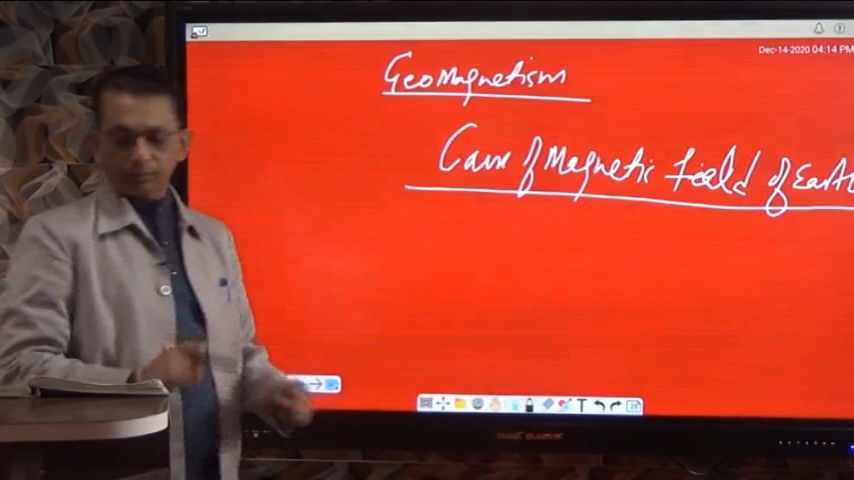 Dec-14-2020 04:14 PM
GeoMagnetism
Cause of Magnetic Field of Earth
T